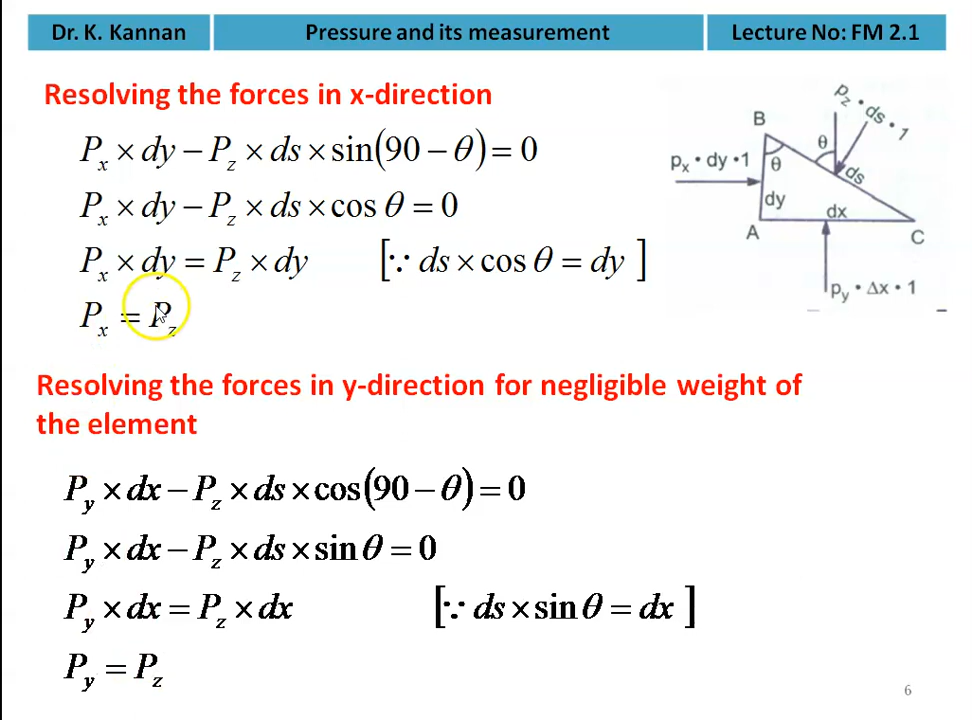 Dr. K. Kannan
Pressure and its measurement
Lecture No: FM 2.1
Resolving the forces in x-direction
Pₓ × dy − P_z × ds × sin(90 − θ) = 0
Pₓ × dy − P_z × ds × cos θ = 0
Pₓ × dy = P_z × dy [∵ ds × cos θ = dy ]
Pₓ = P_z
B
p_z • ds • 1
θ
θ
p_x • dy • 1
ds
dy
dx
A
C
p_y • Δx • 1
Resolving the forces in y-direction for negligible weight of
the element
P_y × dx − P_z × ds × cos(90 − θ) = 0
P_y × dx − P_z × ds × sin θ = 0
P_y × dx = P_z × dx [∵ ds × sin θ = dx ]
P_y = P_z
6